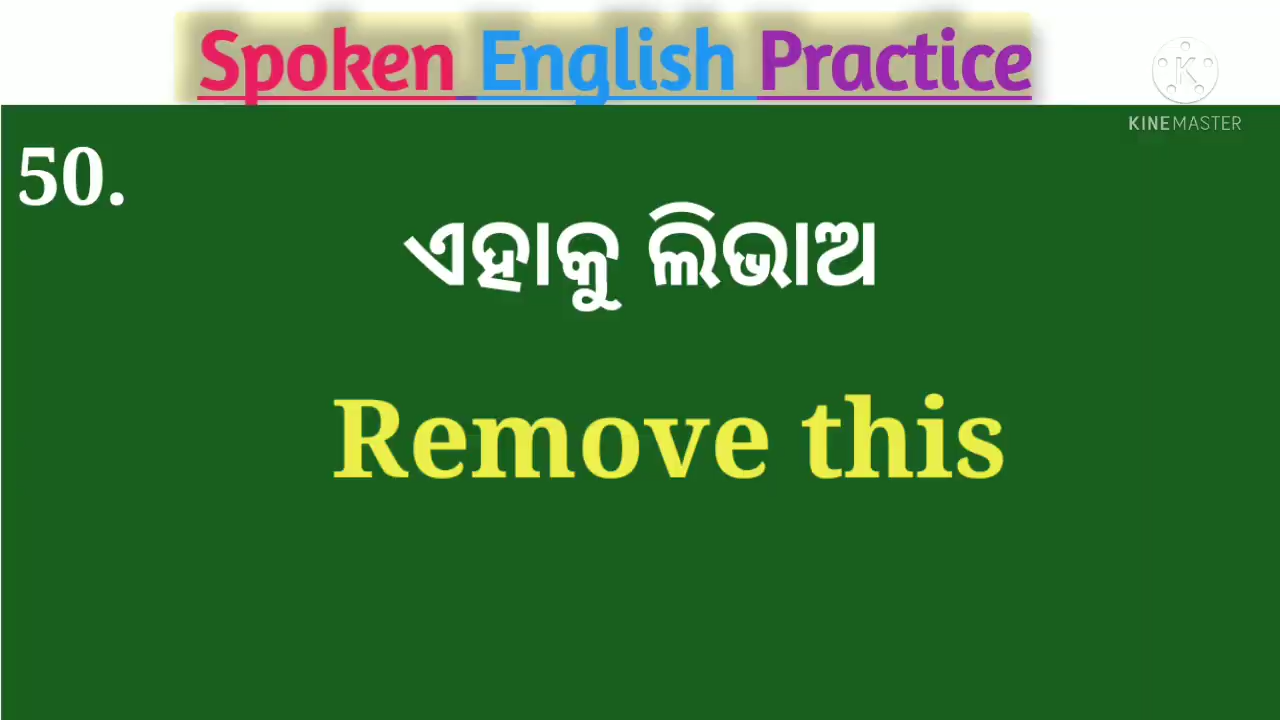 Spoken English Practice
KINEMASTER
50.
ଏହାକୁ ଲିଭାଅ
Remove this